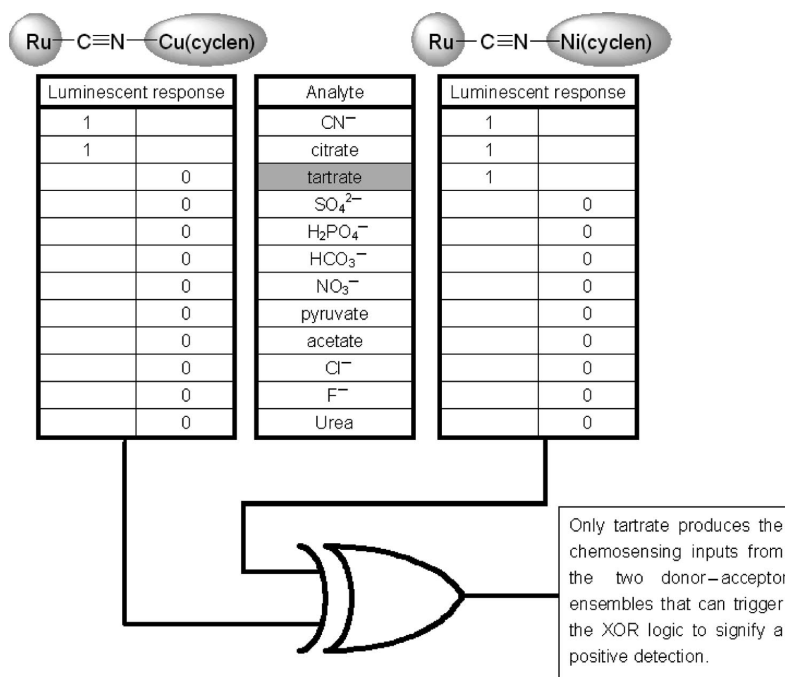 Ru–C≡N–Cu(cyclen) Ru–C≡N–Ni(cyclen)
Luminescent response Analyte Luminescent response
1 CN⁻ 1
1 citrate 1
0 tartrate 1
0 SO₄²⁻ 0
0 H₂PO₄⁻ 0
0 HCO₃⁻ 0
0 NO₃⁻ 0
0 pyruvate 0
0 acetate 0
0 Cl⁻ 0
0 F⁻ 0
0 Urea 0
Only tartrate produces the
chemosensing inputs from
the two donor–acceptor
ensembles that can trigger
the XOR logic to signify a
positive detection.